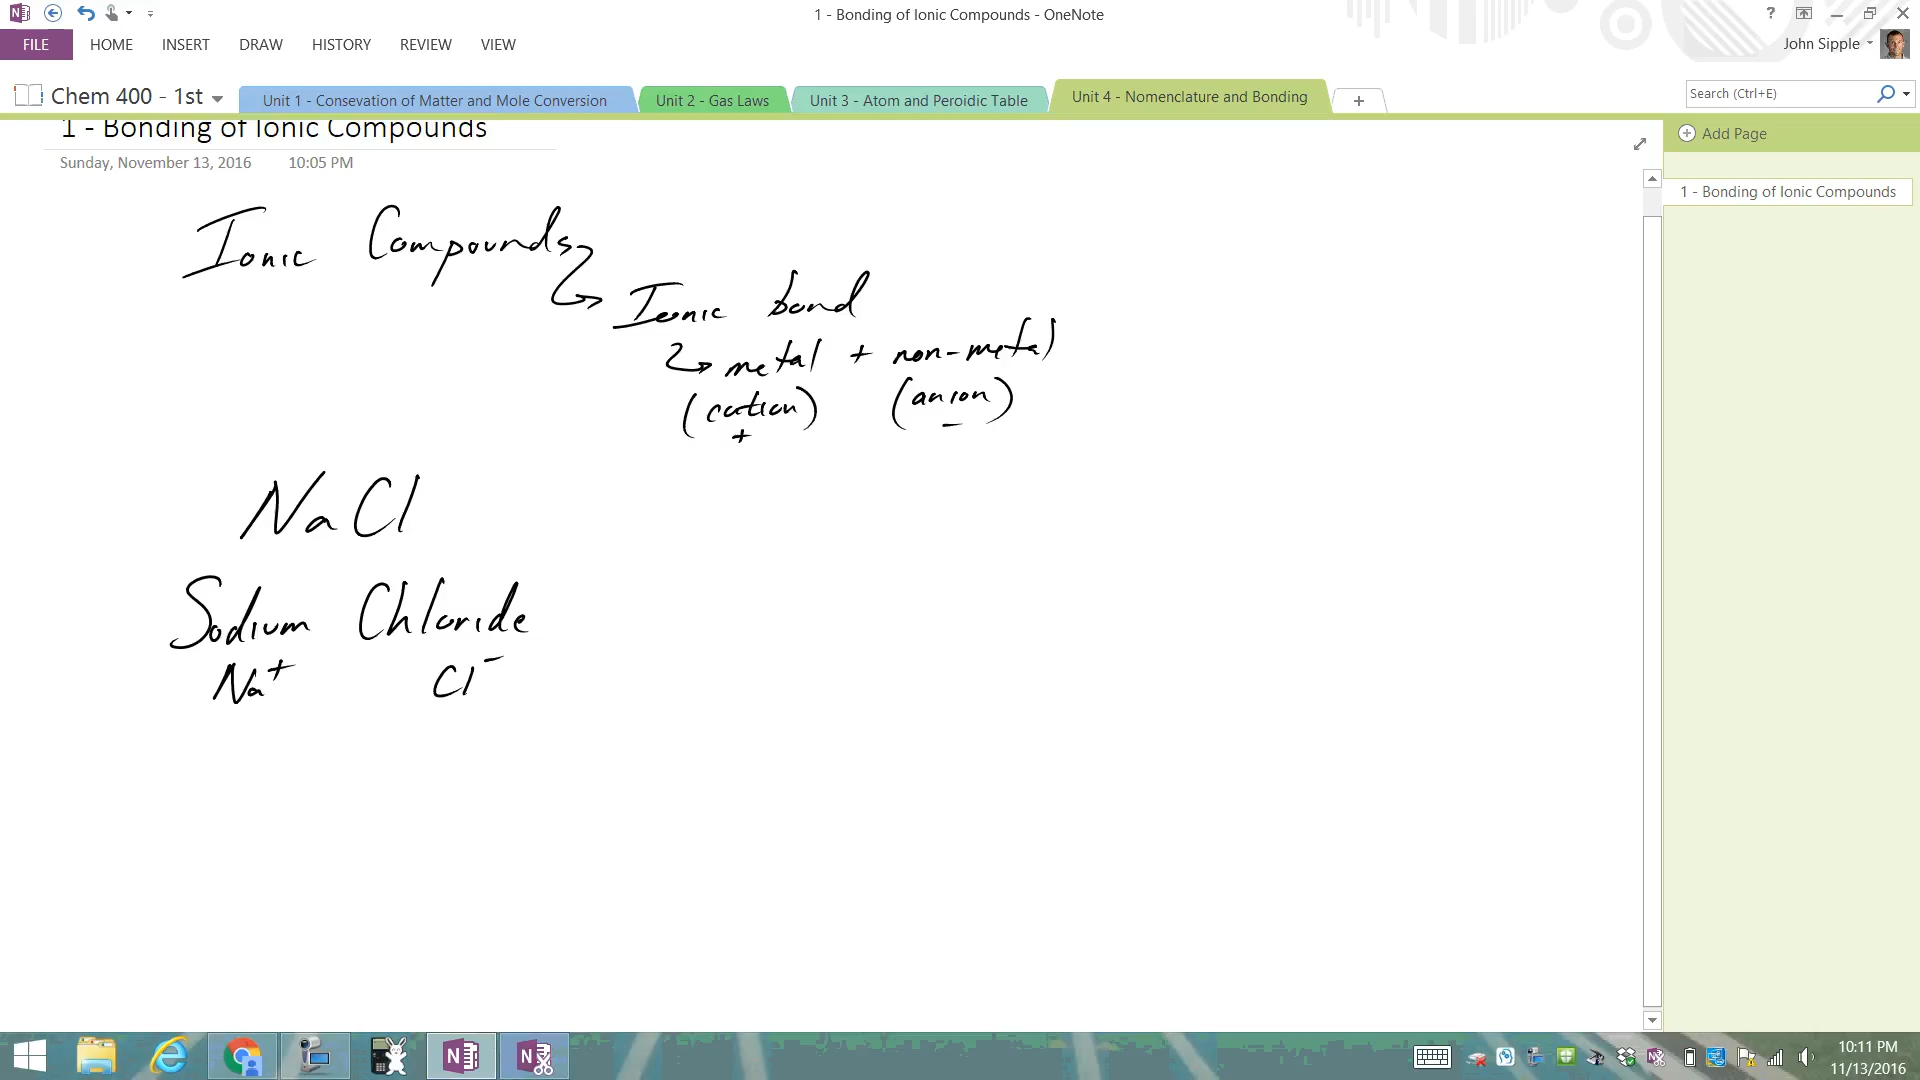 1 - Bonding of Ionic Compounds - OneNote
FILE HOME INSERT DRAW HISTORY REVIEW VIEW
John Sipple
Chem 400 - 1st
Unit 1 - Consevation of Matter and Mole Conversion
Unit 2 - Gas Laws
Unit 3 - Atom and Peroidic Table
Unit 4 - Nomenclature and Bonding
Search (Ctrl+E)
1 - Bonding of Ionic Compounds
Sunday, November 13, 2016 10:05 PM
Add Page
1 - Bonding of Ionic Compounds
Ionic Compounds
Ionic bond
metal + non-metal
(cation) (anion)
+ -
NaCl
Sodium Chloride
Na+ Cl-
10:11 PM
11/13/2016